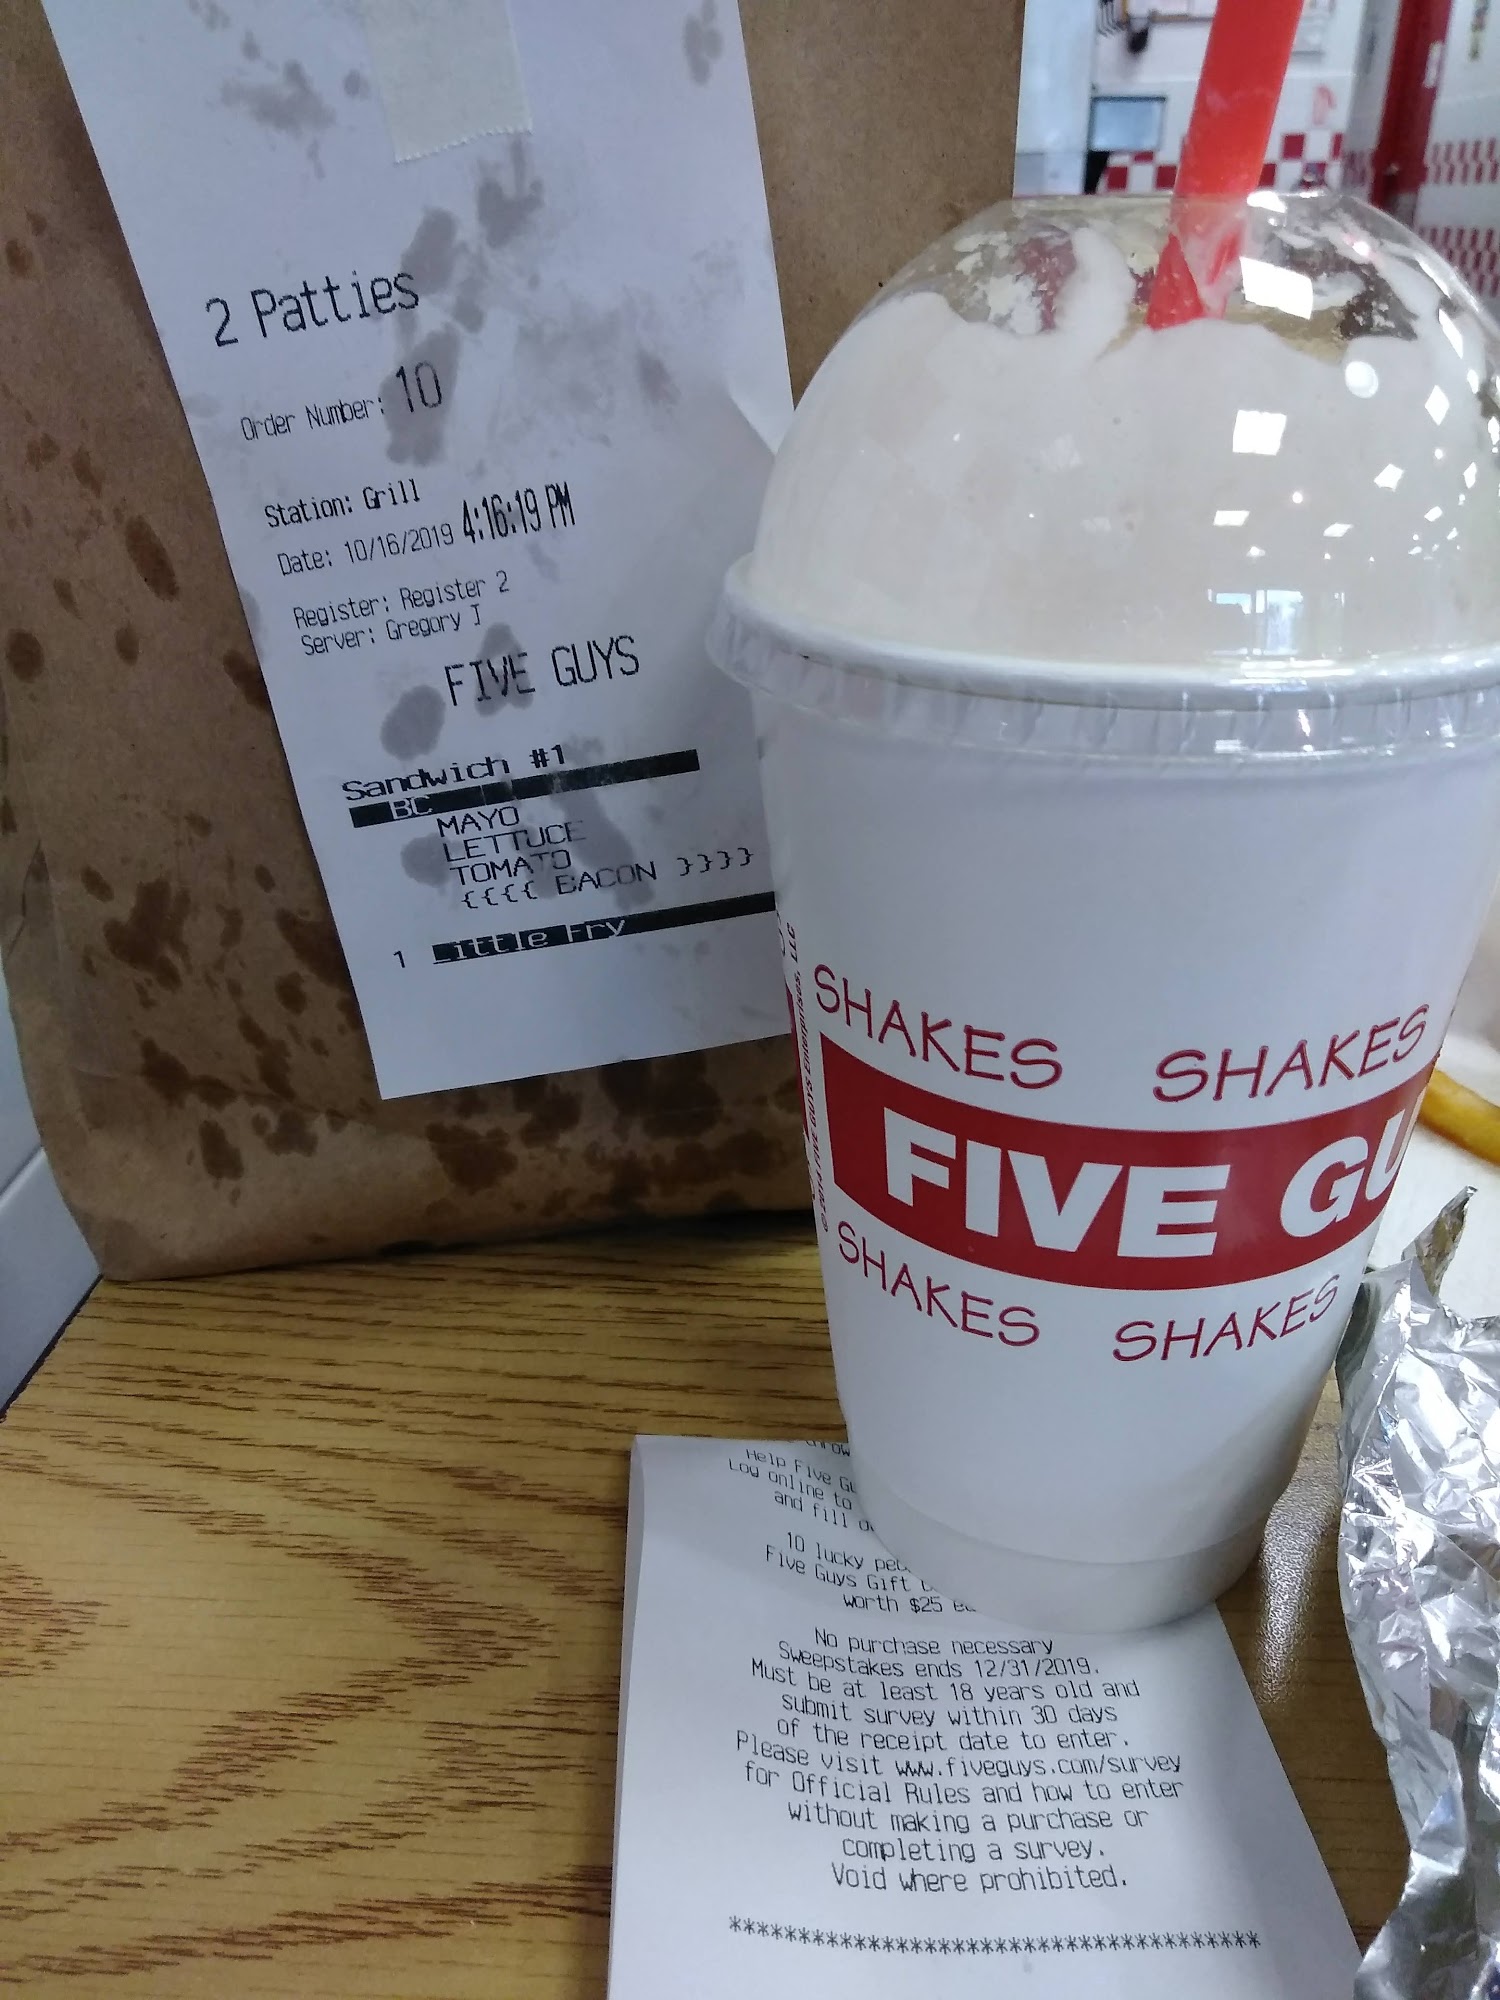 2 Patties
Order Number: 10
Station: Grill
Date: 10/16/2019 4:16:19 PM
Register: Register 2
Server: Gregory J
FIVE GUYS
Sandwich #1
BC
MAYO
LETTUCE
TOMATO
{{{{ BACON }}}}
1 Little Fry
SHAKES SHAKES
FIVE GU
SHAKES SHAKES
© 2014 FIVE GUYS Enterprises, LLC
Help Five
Log online to
and fill
10 lucky
Five Guys Gift
worth $25
No purchase necessary
Sweepstakes ends 12/31/2019.
Must be at least 18 years old and
submit survey within 30 days
of the receipt date to enter.
Please visit www.fiveguys.com/survey
for Official Rules and how to enter
without making a purchase or
completing a survey.
Void where prohibited.
**************************************